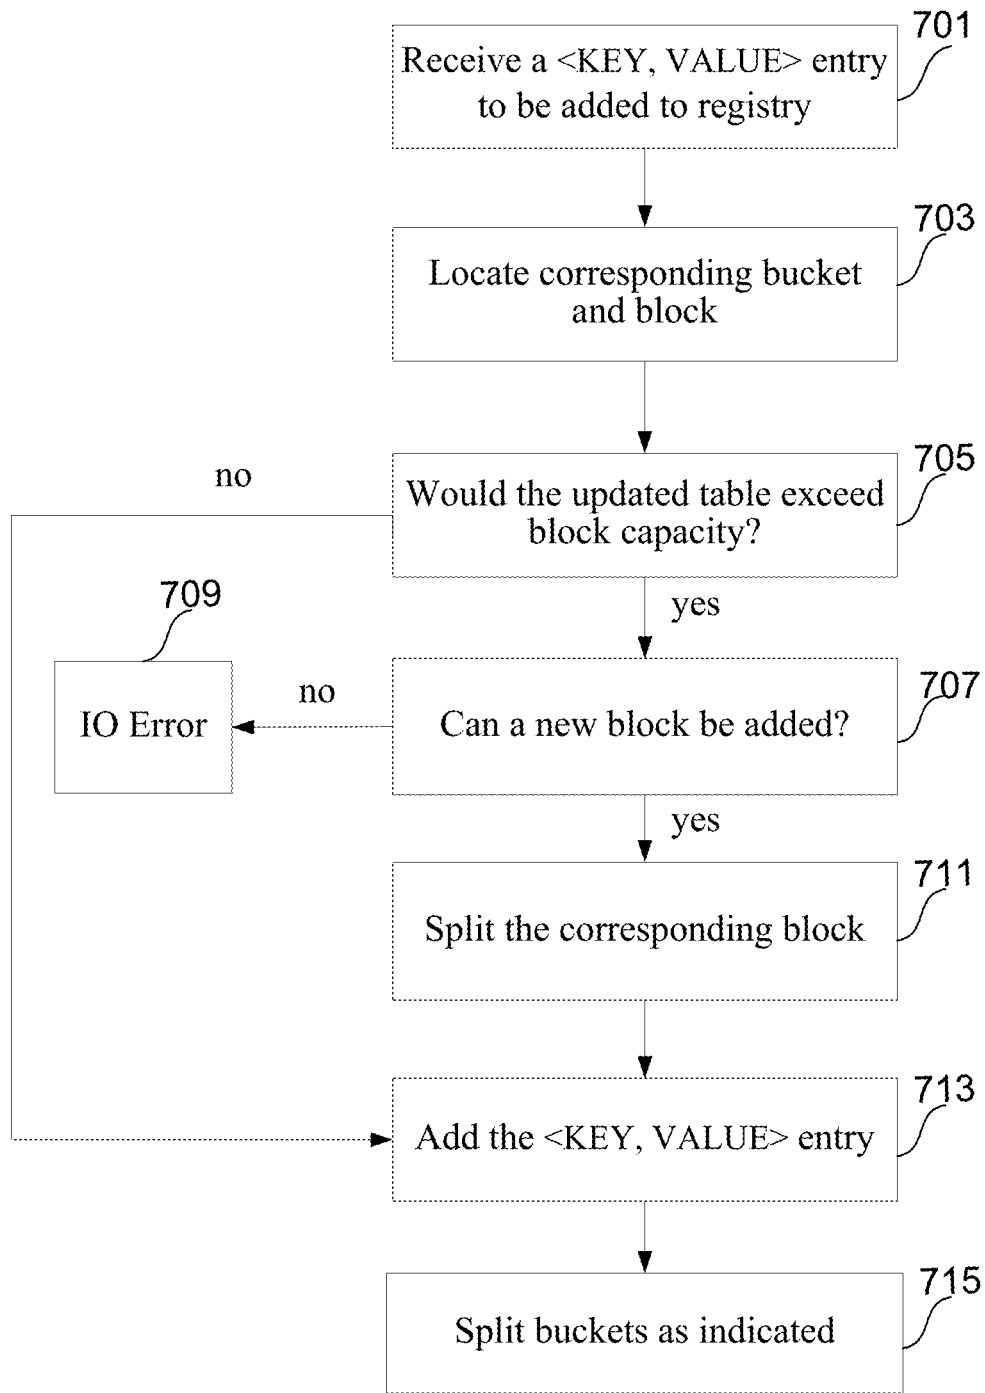 701
Receive a <KEY, VALUE> entry
to be added to registry
703
Locate corresponding bucket
and block
705
no
Would the updated table exceed
block capacity?
709
yes
707
IO Error
no
Can a new block be added?
yes
711
Split the corresponding block
713
Add the <KEY, VALUE> entry
715
Split buckets as indicated